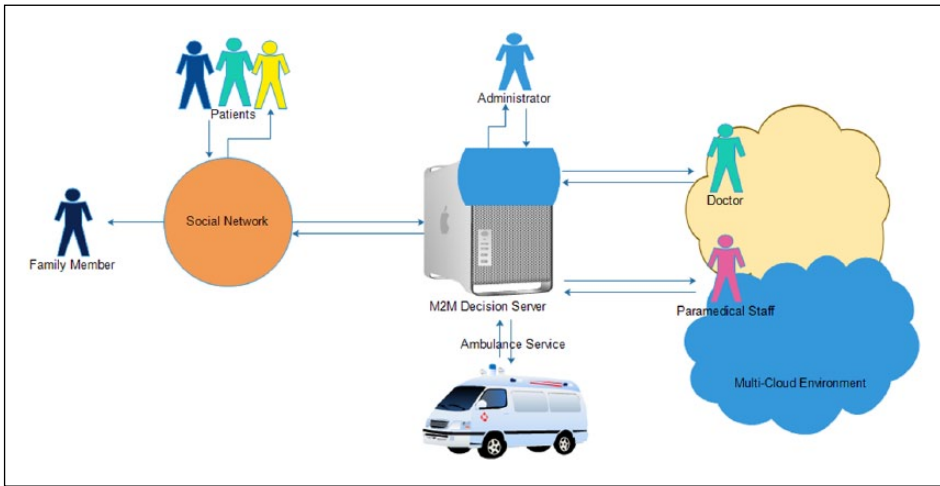 Patients
Administrator
Social Network
Doctor
Family Member
M2M Decision Server
Paramedical Staff
Ambulance Service
Multi-Cloud Environment